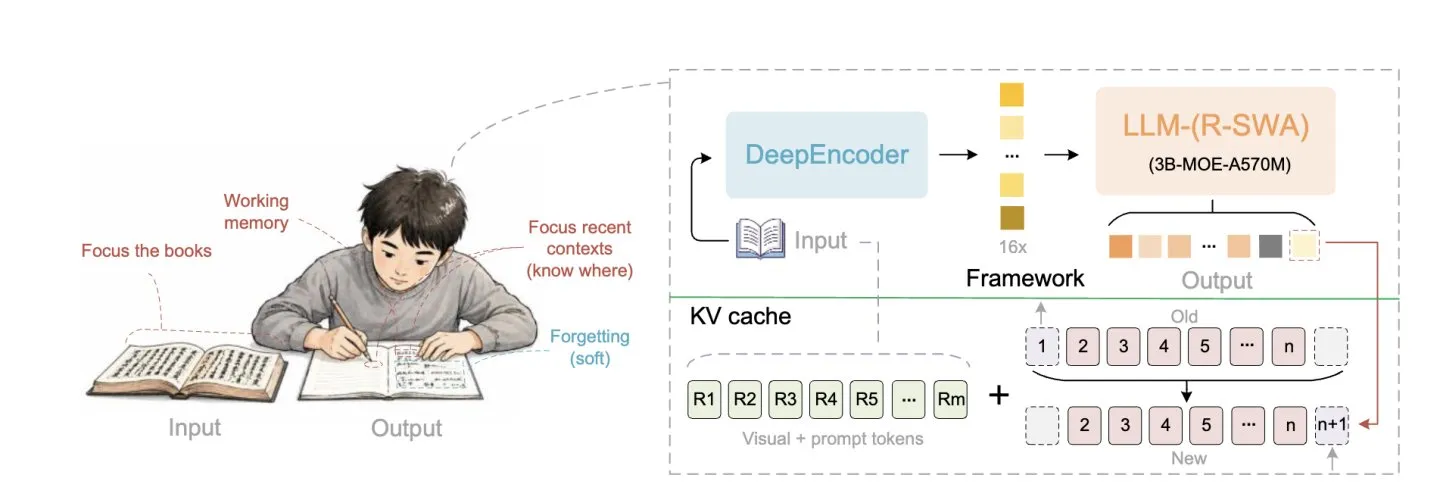 Working
memory
Focus the books
Focus recent
contexts
(know where)
Forgetting
(soft)
Input
Output
DeepEncoder
...
16x
LLM-(R-SWA)
(3B-MOE-A570M)
Input
...
Output
Framework
KV cache
Old
1 2 3 4 5 ... n
R1 R2 R3 R4 R5 ... Rm
+
2 3 4 5 ... n n+1
Visual + prompt tokens
New